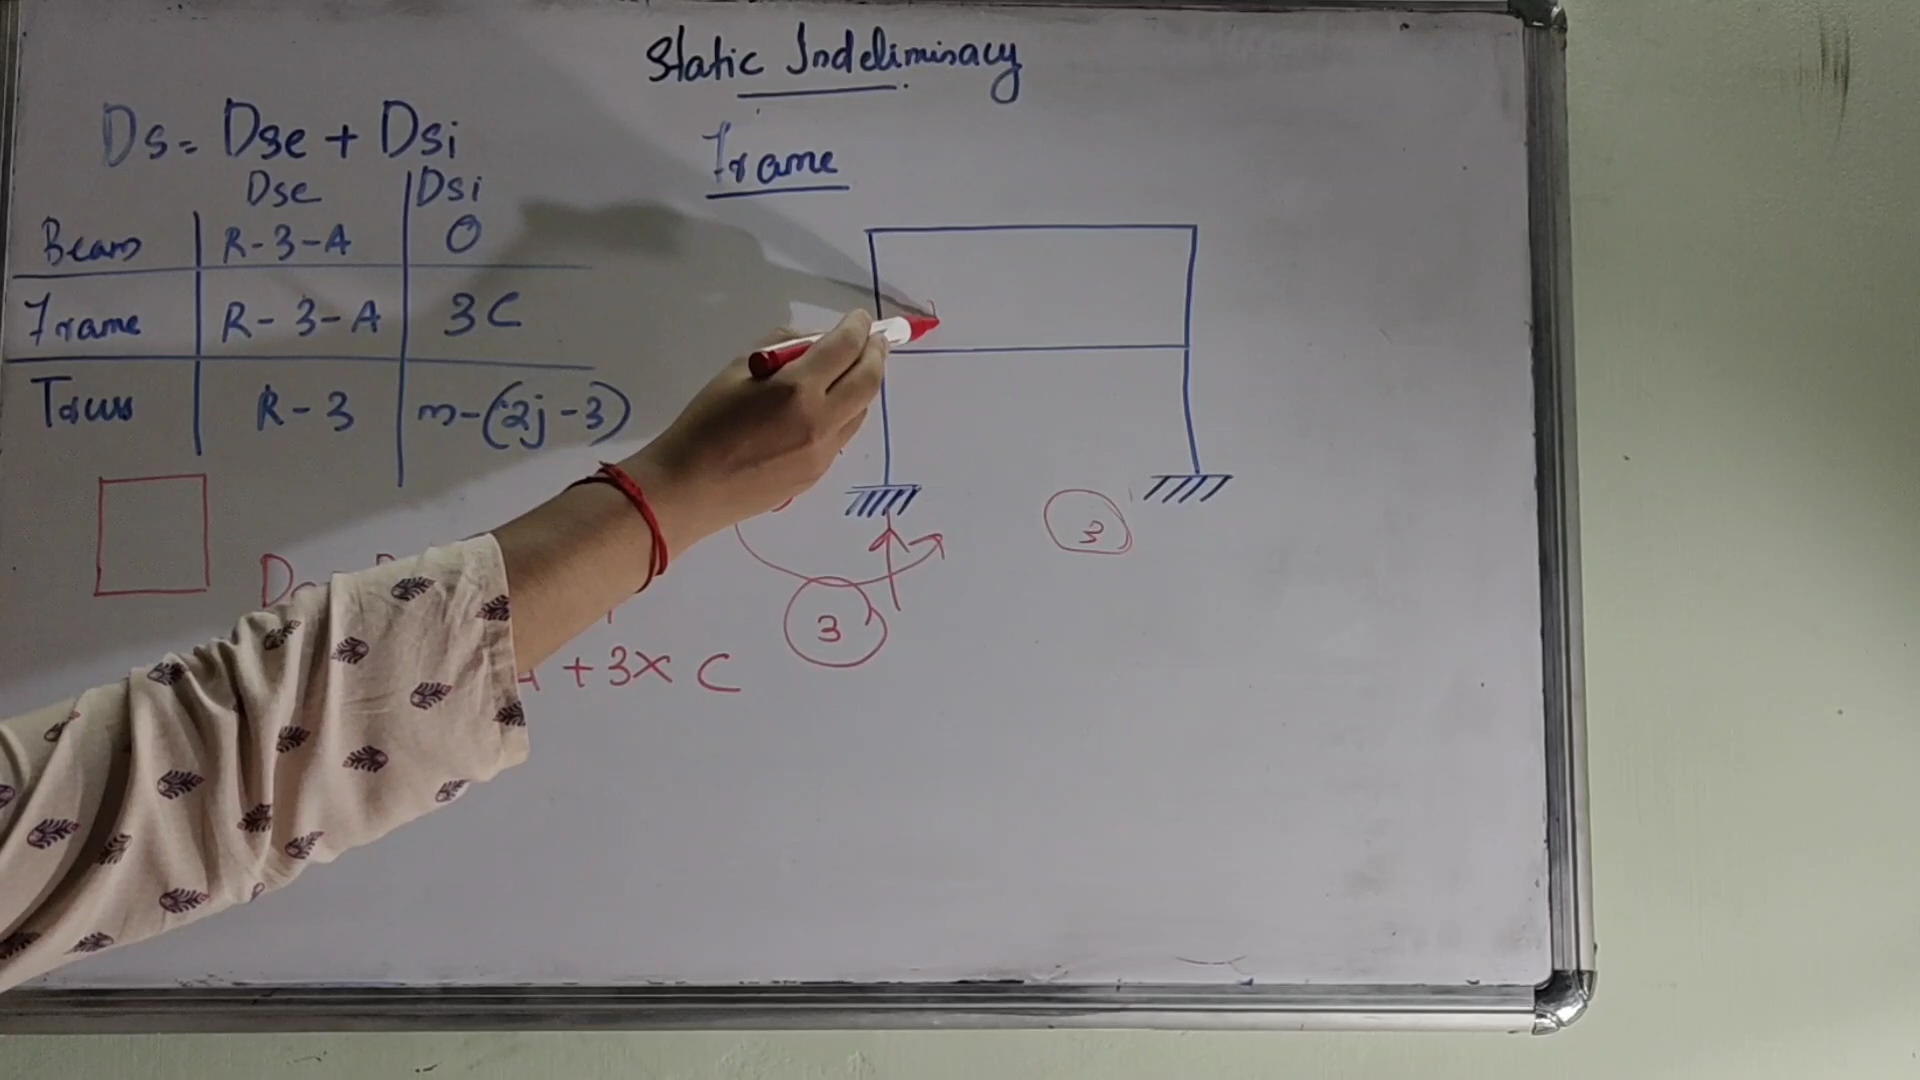 Static Indeliminacy
Frame
Ds = Dse + Dsi
Dse Dsi
Beam R-3-A 0
Frame R-3-A 3C
Truss R-3 m-(2j-3)
3
3
+3x C